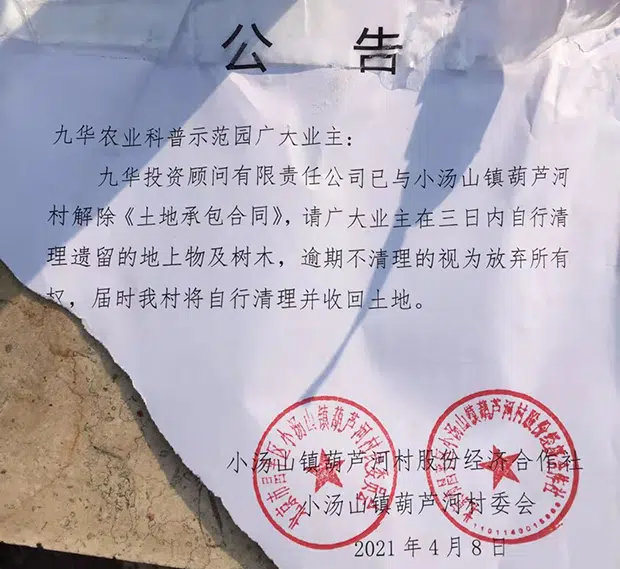 公 告
九华农业科普示范园广大业主：
九华投资顾问有限责任公司已与小汤山镇葫芦河
村解除《土地承包合同》，请广大业主在三日内自行清
理遗留的地上物及树木，逾期不清理的视为放弃所有
权，届时我村将自行清理并收回土地。
小汤山镇葫芦河村股份经济合作社
小汤山镇葫芦河村委会
2021年4月8日
北京市昌平区小汤山镇葫芦河村民委员会
小汤山镇葫芦河村股份经济合作社